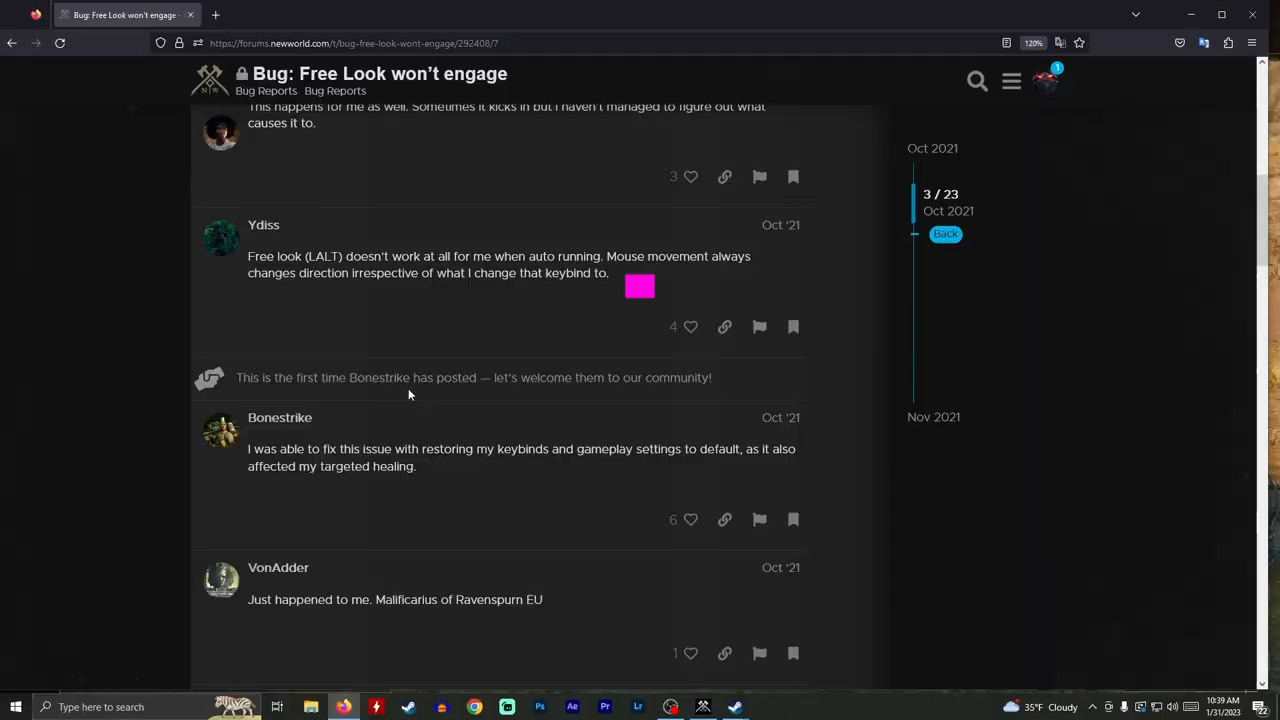 Bug: Free Look won't engage -
https://forums.newworld.com/t/bug-free-look-wont-engage/292408/7
120%
Bug: Free Look won't engage
Bug Reports Bug Reports
N W
1
This happens for me as well. Sometimes it kicks in but I haven't managed to figure out what
causes it to.
3
Oct 2021
3 / 23
Oct 2021
Back
Nov 2021
Ydiss
Oct '21
Free look (LALT) doesn't work at all for me when auto running. Mouse movement always
changes direction irrespective of what I change that keybind to.
4
This is the first time Bonestrike has posted — let's welcome them to our community!
Bonestrike
Oct '21
I was able to fix this issue with restoring my keybinds and gameplay settings to default, as it also
affected my targeted healing.
6
VonAdder
Oct '21
Just happened to me. Malificarius of Ravenspurn EU
1
Type here to search
Ps
Ae
Pr
Lr
35°F Cloudy
10:39 AM
1/31/2023
22